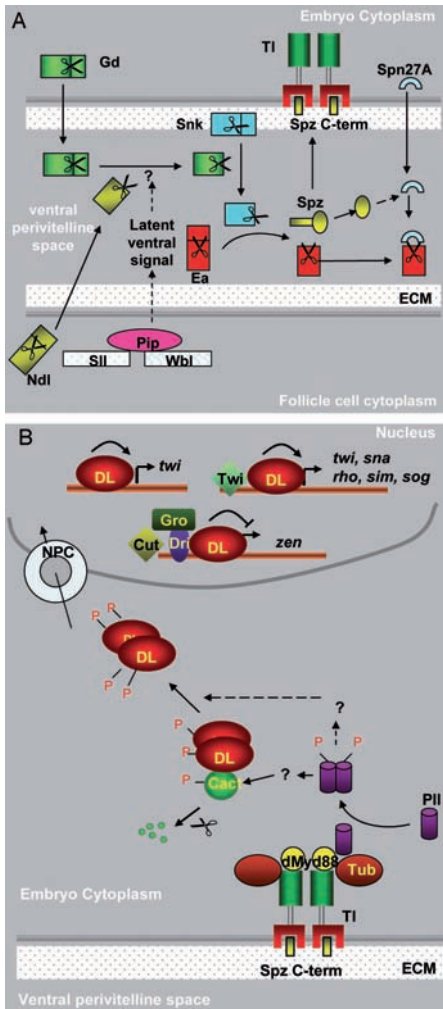 A
Embryo Cytoplasm
Tl
Gd
Spn27A
Snk
Spz C-term
?
ventral
perivitelline
space
Latent
ventral
signal
Spz
Ea
ECM
Pip
Sll
Wbl
Ndl
Follicle cell cytoplasm
B
Nucleus
DL
twi
Twi
DL
twi, sna
rho, sim, sog
Gro
Cut
Dri
DL
zen
NPC
P
P
DL
DL
P
P
?
P
P
P
DL
P
Cact
?
Pll
dMyd88
Tub
Embryo Cytoplasm
Tl
Spz C-term
ECM
Ventral perivitelline space